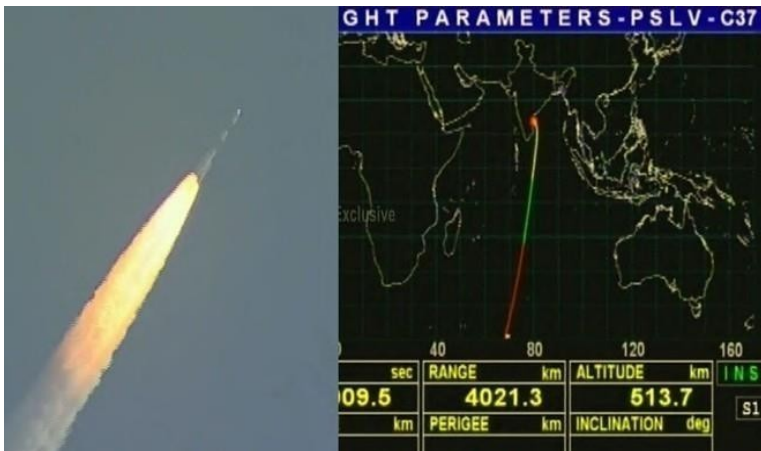 GHT PARAMETERS-PSLV-C37
Exclusive
40 80 120 160
sec RANGE km ALTITUDE km INS
009.5 4021.3 513.7
S1
km PERIGEE km INCLINATION deg